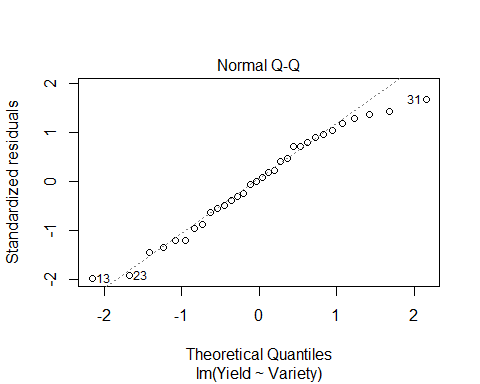 Normal Q-Q
Standardized residuals
2
1
0
-1
-2
31
13
23
-2 -1 0 1 2
Theoretical Quantiles
lm(Yield ~ Variety)